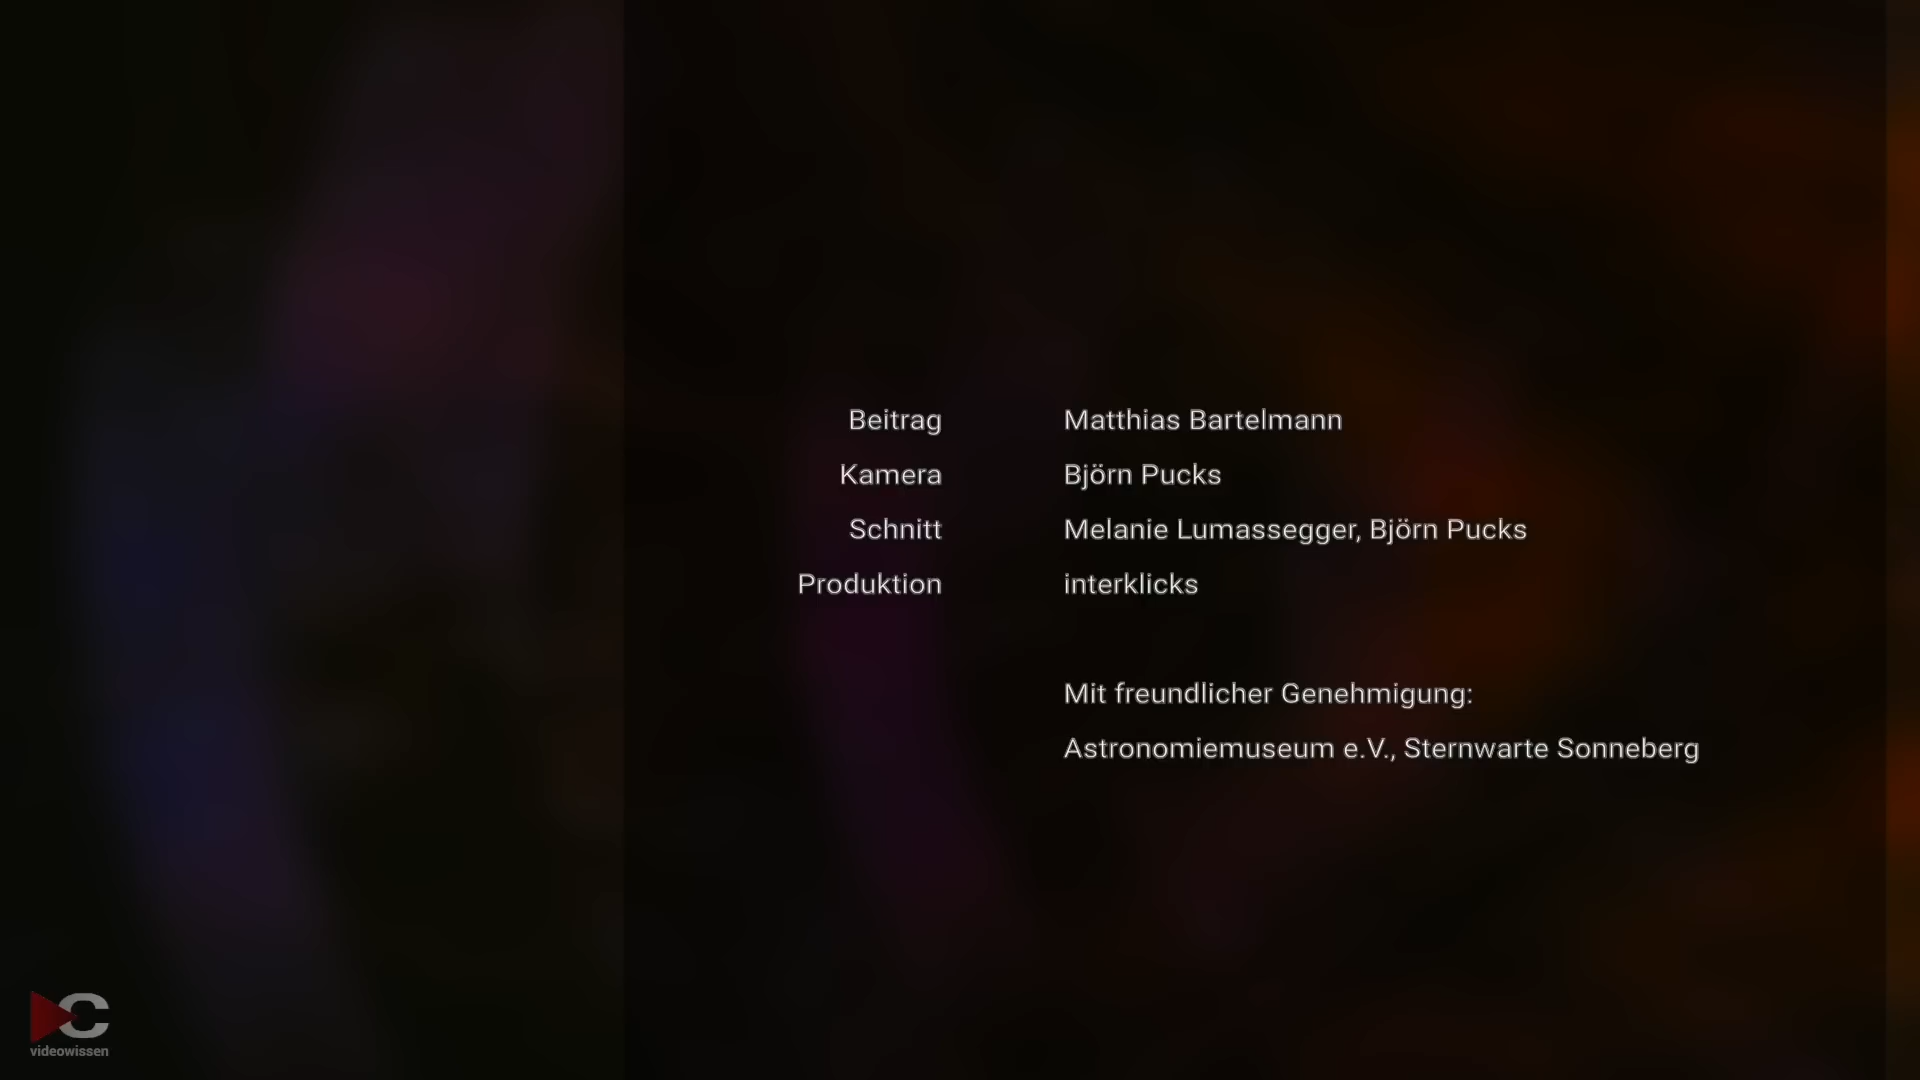 Beitrag Matthias Bartelmann
Kamera Björn Pucks
Schnitt Melanie Lumassegger, Björn Pucks
Produktion interklicks
Mit freundlicher Genehmigung:
Astronomiemuseum e.V., Sternwarte Sonneberg
C
videowissen